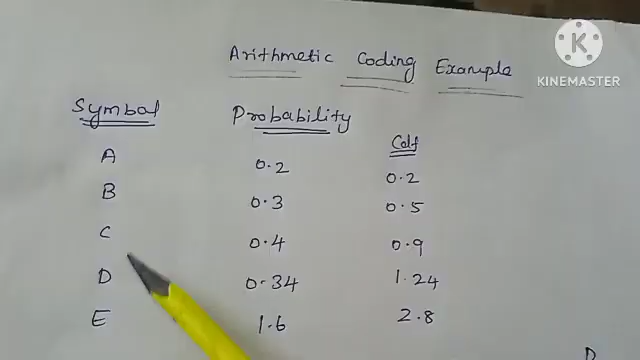 Arithmetic Coding Example
KINEMASTER
Symbol Probability Cdf
A 0.2 0.2
B 0.3 0.5
C 0.4 0.9
D 0.34 1.24
E 1.6 2.8